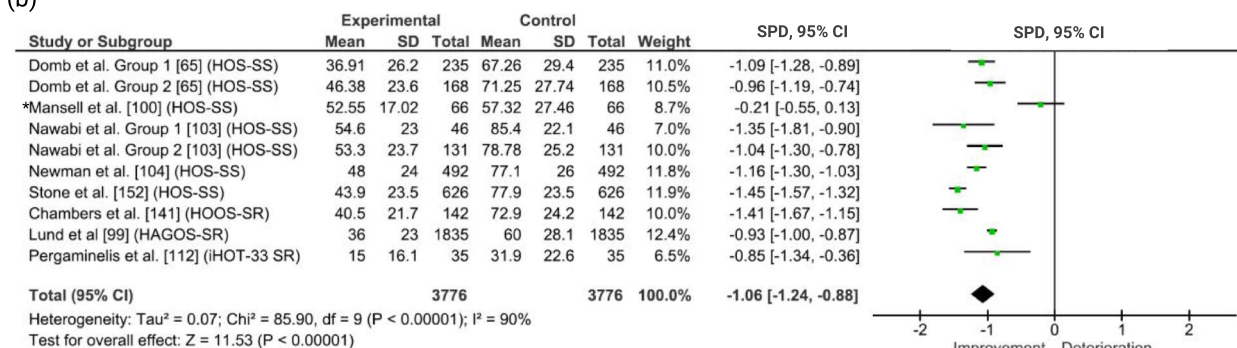 (b)
Experimental Control
Study or Subgroup Mean SD Total Mean SD Total Weight SPD, 95% CI SPD, 95% CI
Domb et al. Group 1 [65] (HOS-SS) 36.91 26.2 235 67.26 29.4 235 11.0% -1.09 [-1.28, -0.89]
Domb et al. Group 2 [65] (HOS-SS) 46.38 23.6 168 71.25 27.74 168 10.5% -0.96 [-1.19, -0.74]
*Mansell et al. [100] (HOS-SS) 52.55 17.02 66 57.32 27.46 66 8.7% -0.21 [-0.55, 0.13]
Nawabi et al. Group 1 [103] (HOS-SS) 54.6 23 46 85.4 22.1 46 7.0% -1.35 [-1.81, -0.90]
Nawabi et al. Group 2 [103] (HOS-SS) 53.3 23.7 131 78.78 25.2 131 10.0% -1.04 [-1.30, -0.78]
Newman et al. [104] (HOS-SS) 48 24 492 77.1 26 492 11.8% -1.16 [-1.30, -1.03]
Stone et al. [152] (HOS-SS) 43.9 23.5 626 77.9 23.5 626 11.9% -1.45 [-1.57, -1.32]
Chambers et al. [141] (HOOS-SR) 40.5 21.7 142 72.9 24.2 142 10.0% -1.41 [-1.67, -1.15]
Lund et al [99] (HAGOS-SR) 36 23 1835 60 28.1 1835 12.4% -0.93 [-1.00, -0.87]
Pergaminelis et al. [112] (iHOT-33 SR) 15 16.1 35 31.9 22.6 35 6.5% -0.85 [-1.34, -0.36]
Total (95% CI) 3776 3776 100.0% -1.06 [-1.24, -0.88]
Heterogeneity: Tau² = 0.07; Chi² = 85.90, df = 9 (P < 0.00001); I² = 90%
Test for overall effect: Z = 11.53 (P < 0.00001)
-2 -1 0 1 2
Improvement Deterioration